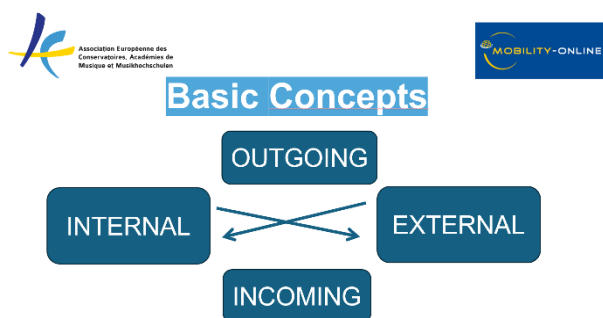 Association Européenne des
Conservatoires, Académies de
Musique et Musikhochschulen
MOBILITY-ONLINE
Basic Concepts
OUTGOING
INTERNAL
EXTERNAL
INCOMING